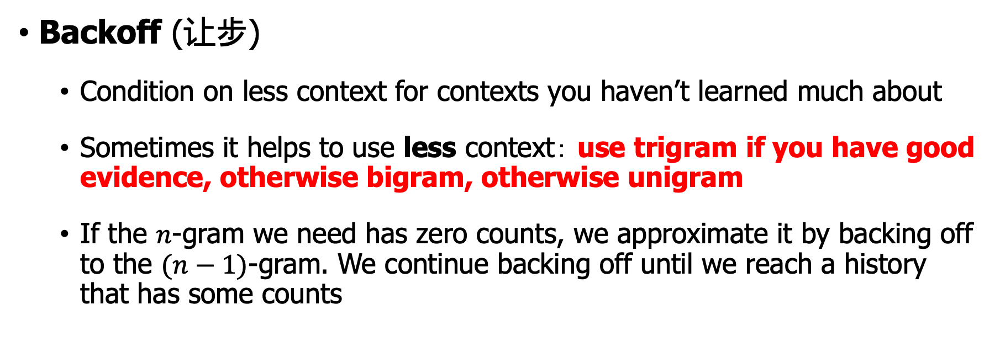 • Backoff (让步)
• Condition on less context for contexts you haven’t learned much about
• Sometimes it helps to use less context： use trigram if you have good
evidence, otherwise bigram, otherwise unigram
• If the 𝑛-gram we need has zero counts, we approximate it by backing off
to the (𝑛 − 1)-gram. We continue backing off until we reach a history
that has some counts